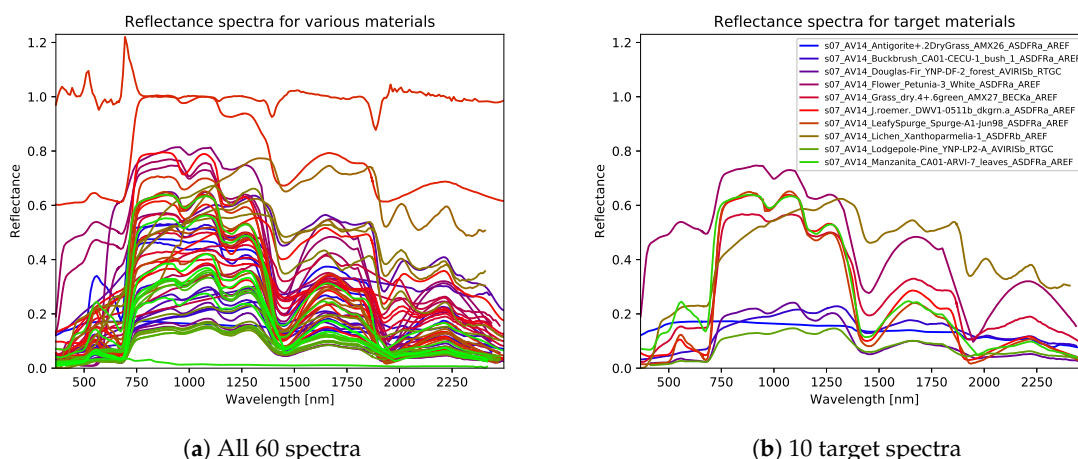 Reflectance spectra for various materials
1.2
1.0
0.8
0.6
0.4
0.2
0.0
Reflectance
500
750
1000
1250
1500
1750
2000
2250
Wavelength [nm]
(a) All 60 spectra
Reflectance spectra for target materials
s07_AV14_Antigorite+.2DryGrass_AMX26_ASDFRa_AREF
s07_AV14_Buckbrush_CA01-CECU-1_bush_1_ASDFRa_AREF
s07_AV14_Douglas-Fir_YNP-DF-2_forest_AVIRISb_RTGC
s07_AV14_Flower_Petunia-3_White_ASDFRa_AREF
s07_AV14_Grass_dry.4+.6green_AMX27_BECKa_AREF
s07_AV14_J.roemer._DWV1-0511b_dkgrn.a_ASDFRa_AREF
s07_AV14_LeafySpurge_Spurge-A1-Jun98_ASDFRa_AREF
s07_AV14_Lichen_Xanthoparmelia-1_ASDFRb_AREF
s07_AV14_Lodgepole-Pine_YNP-LP2-A_AVIRISb_RTGC
s07_AV14_Manzanita_CA01-ARVI-7_leaves_ASDFRa_AREF
1.2
1.0
0.8
0.6
0.4
0.2
0.0
Reflectance
500
750
1000
1250
1500
1750
2000
2250
Wavelength [nm]
(b) 10 target spectra